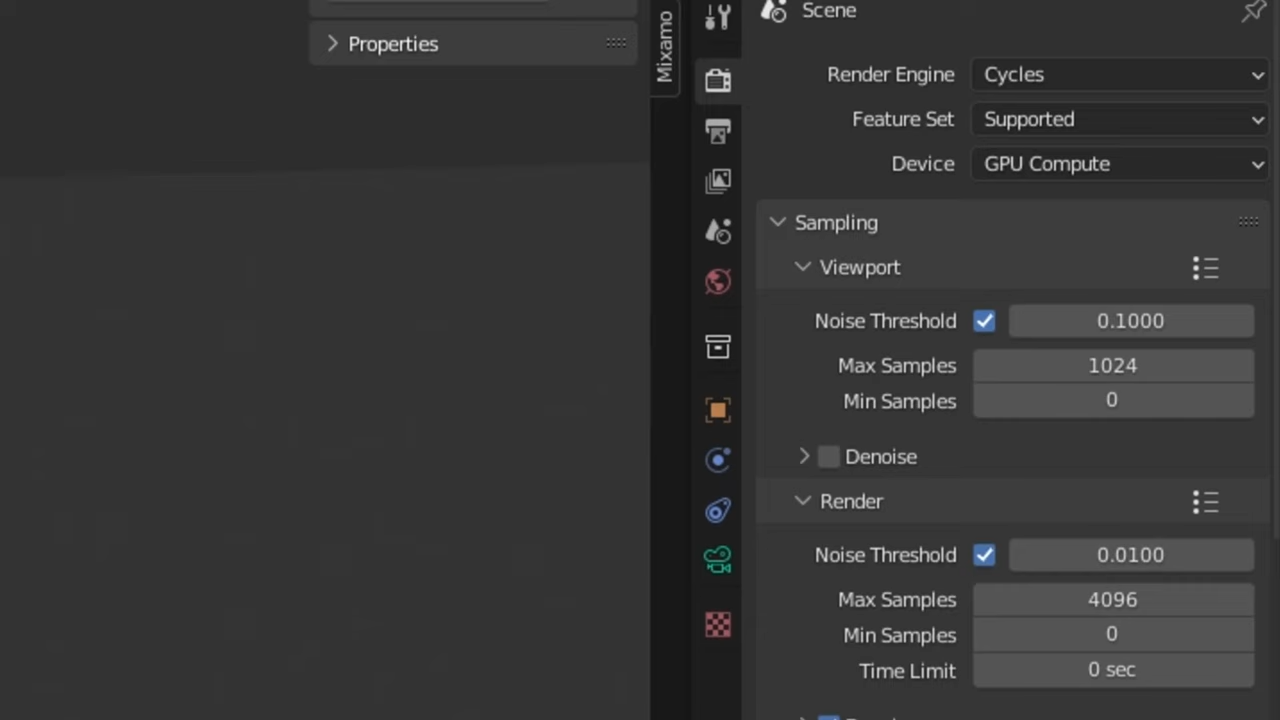 Scene
Properties
Mixamo
Render Engine Cycles
Feature Set Supported
Device GPU Compute
Sampling
Viewport
Noise Threshold 0.1000
Max Samples 1024
Min Samples 0
Denoise
Render
Noise Threshold 0.0100
Max Samples 4096
Min Samples 0
Time Limit 0 sec